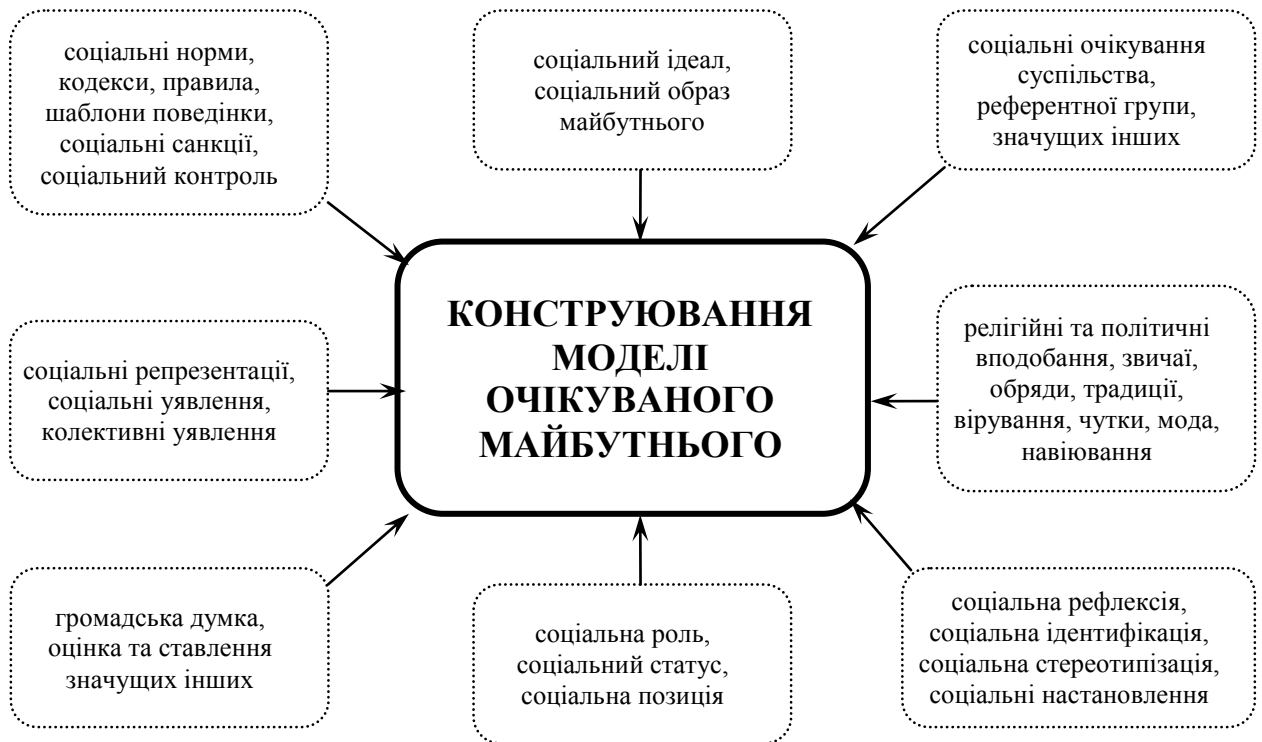 соціальні норми,
кодекси, правила,
шаблони поведінки,
соціальні санкції,
соціальний контроль
соціальний ідеал,
соціальний образ
майбутнього
соціальні очікування
суспільства,
референтної групи,
значущих інших
соціальні репрезентації,
соціальні уявлення,
колективні уявлення
КОНСТРУЮВАННЯ
МОДЕЛІ
ОЧІКУВАНОГО
МАЙБУТНЬОГО
релігійні та політичні
вподобання, звичаї,
обряди, традиції,
вірування, чутки, мода,
навіювання
громадська думка,
оцінка та ставлення
значущих інших
соціальна роль,
соціальний статус,
соціальна позиція
соціальна рефлексія,
соціальна ідентифікація,
соціальна стереотипізація,
соціальні настановлення